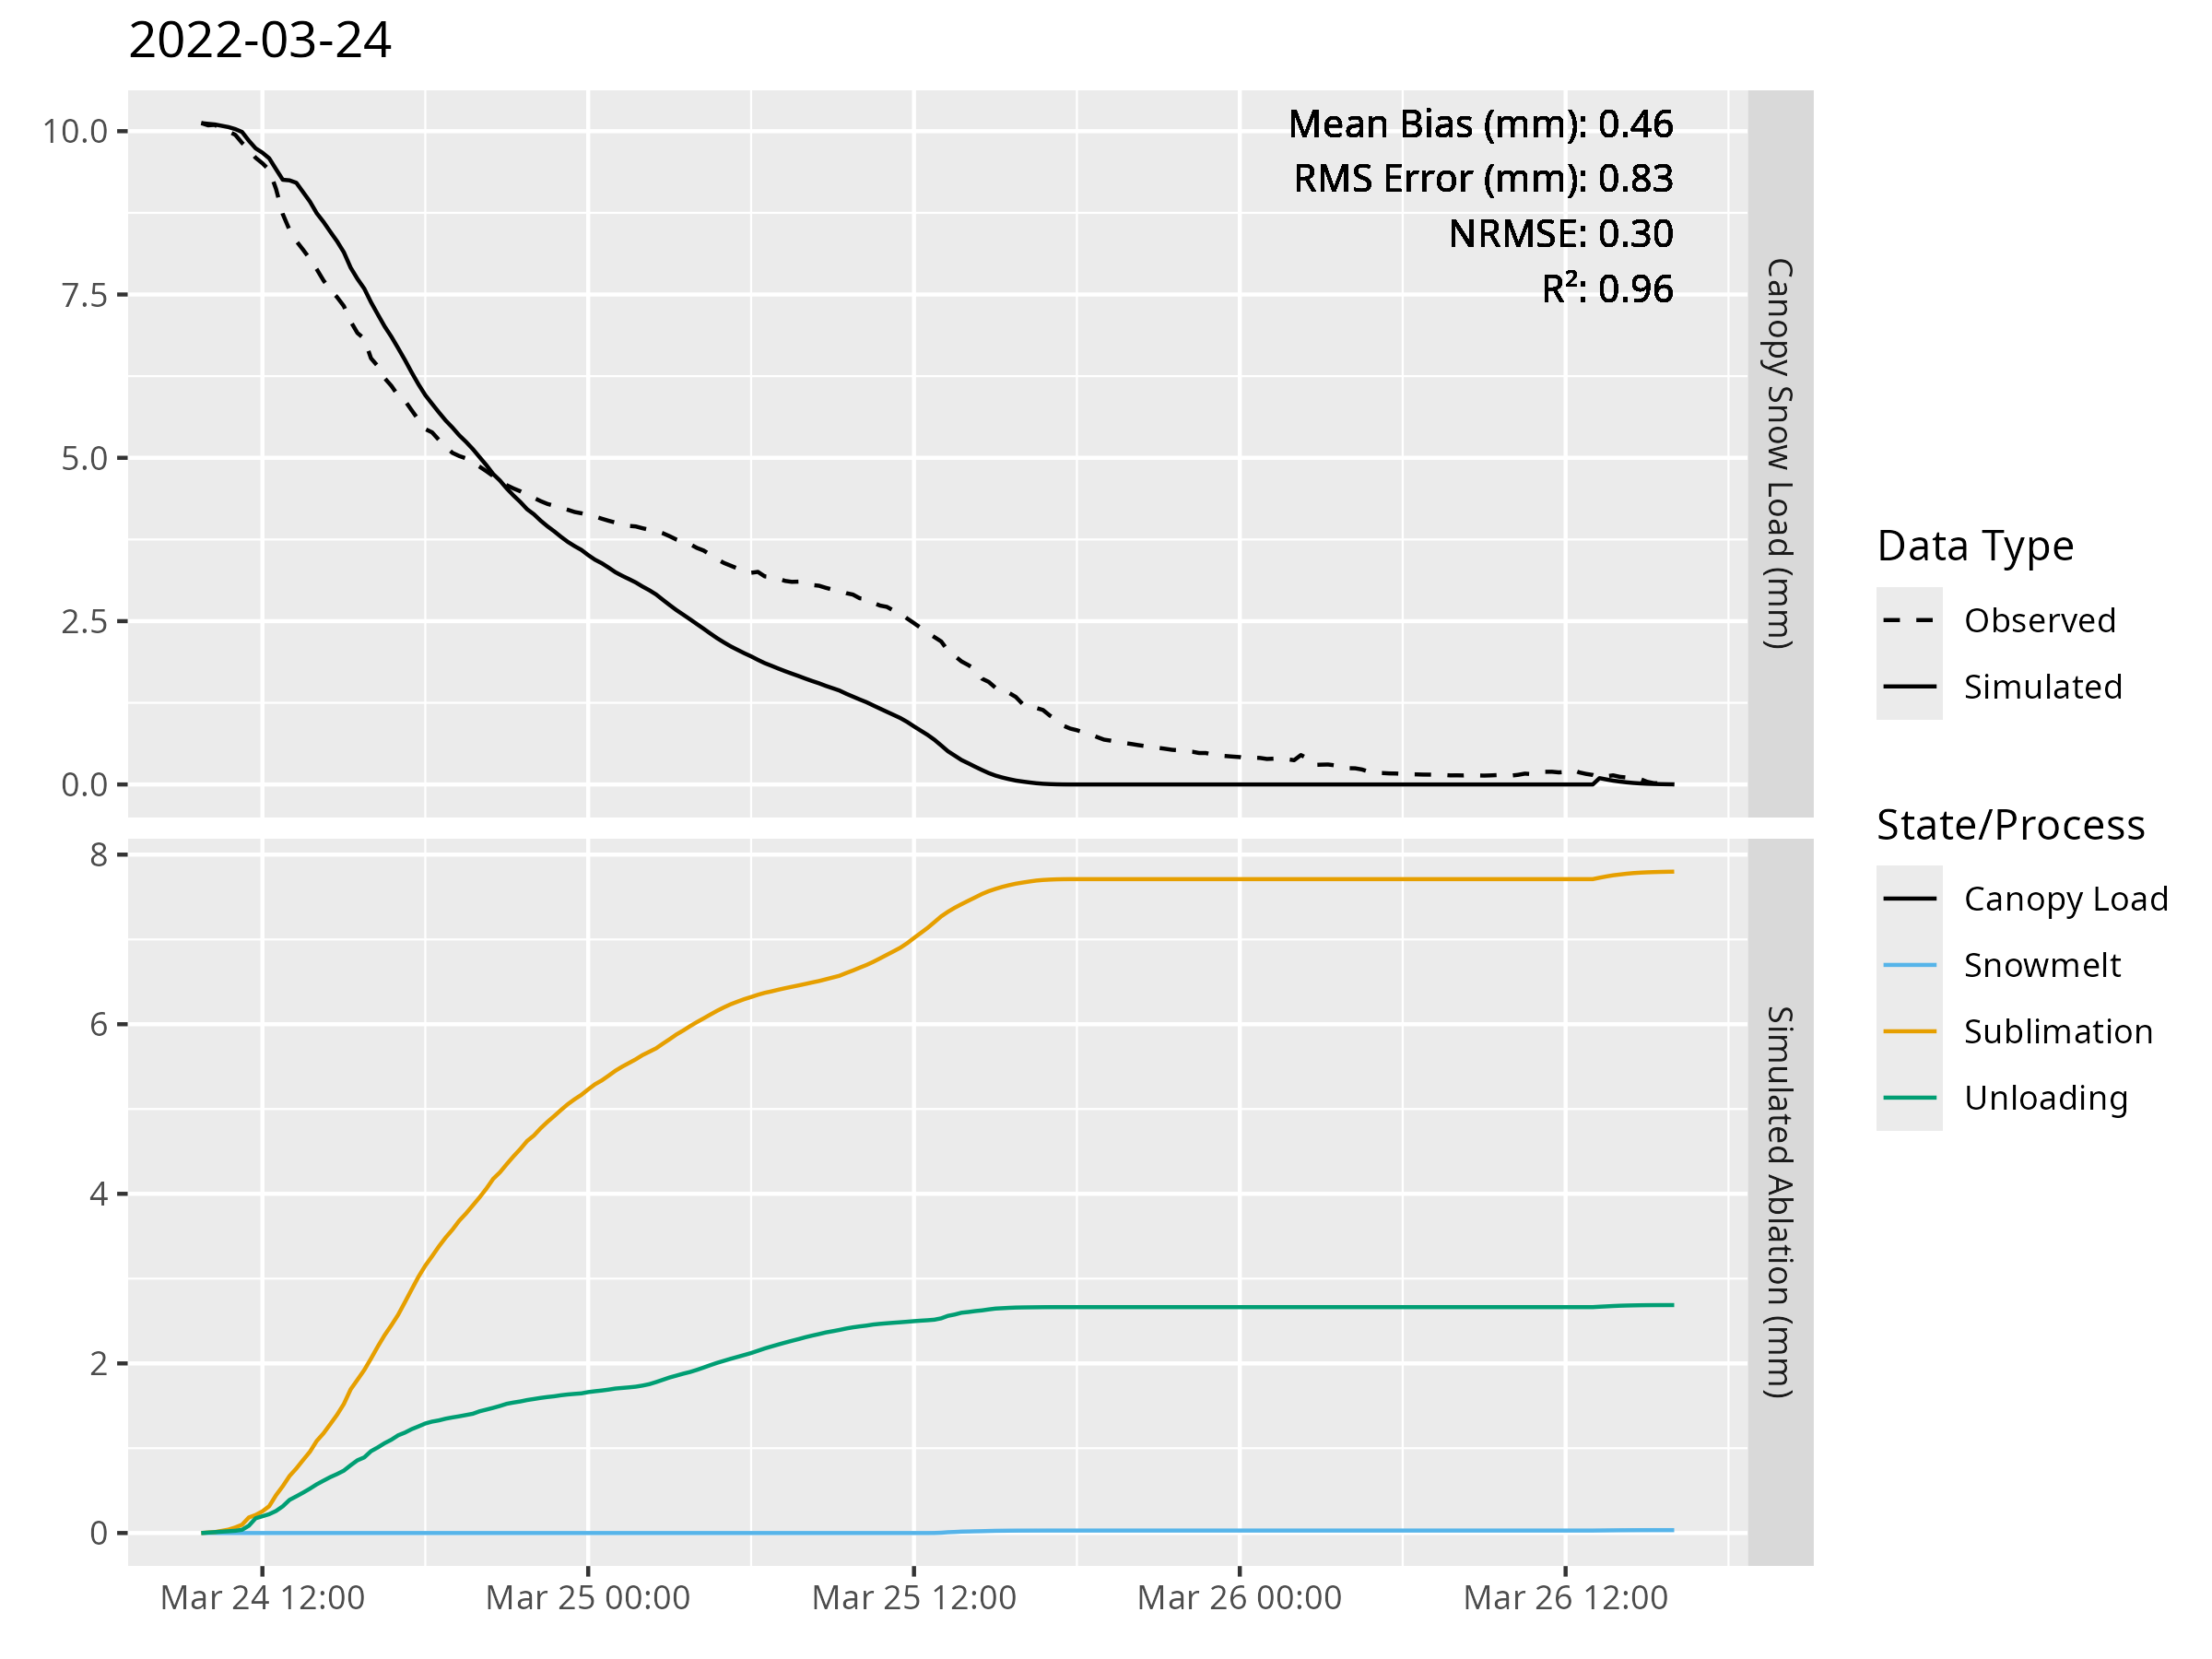 2022-03-24
Mean Bias (mm): 0.46
RMS Error (mm): 0.83
NRMSE: 0.30
R²: 0.96
10.0
7.5
5.0
2.5
0.0
Canopy Snow Load (mm)
8
6
4
2
0
Simulated Ablation (mm)
Mar 24 12:00
Mar 25 00:00
Mar 25 12:00
Mar 26 00:00
Mar 26 12:00
Data Type
Observed
Simulated
State/Process
Canopy Load
Snowmelt
Sublimation
Unloading